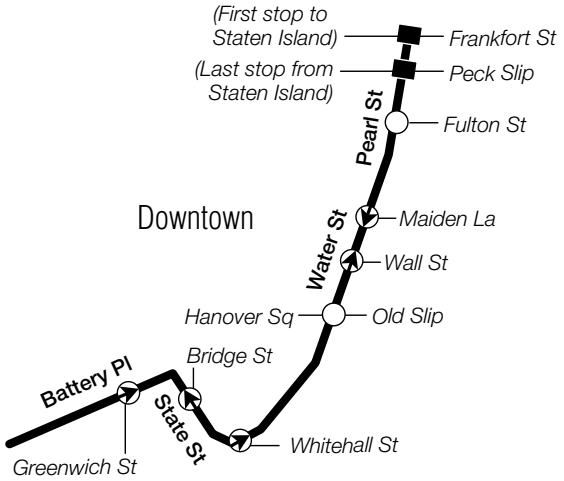 (First stop to
Staten Island)
Frankfort St
(Last stop from
Staten Island)
Peck Slip
Fulton St
Pearl St
Maiden La
Downtown
Water St
Wall St
Hanover Sq
Old Slip
Bridge St
Battery Pl
State St
Whitehall St
Greenwich St